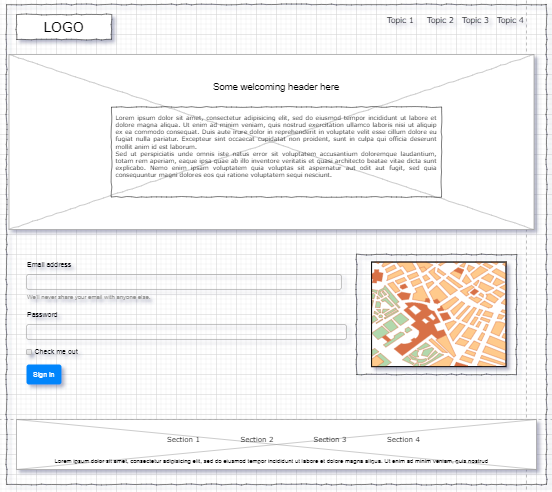 LOGO
Topic 1 Topic 2 Topic 3 Topic 4
Some welcoming header here
Lorem ipsum dolor sit amet, consectetur adipisicing elit, sed do eiusmod tempor incididunt ut labore et
dolore magna aliqua. Ut enim ad minim veniam, quis nostrud exercitation ullamco laboris nisi ut aliquip
ex ea commodo consequat. Duis aute irure dolor in reprehenderit in voluptate velit esse cillum dolore eu
fugiat nulla pariatur. Excepteur sint occaecat cupidatat non proident, sunt in culpa qui officia deserunt
mollit anim id est laborum.
Sed ut perspiciatis unde omnis iste natus error sit voluptatem accusantium doloremque laudantium,
totam rem aperiam, eaque ipsa quae ab illo inventore veritatis et quasi architecto beatae vitae dicta sunt
explicabo. Nemo enim ipsam voluptatem quia voluptas sit aspernatur aut odit aut fugit, sed quia
consequuntur magni dolores eos qui ratione voluptatem sequi nesciunt.
Email address
We'll never share your email with anyone else.
Password
Check me out
Sign in
Section 1 Section 2 Section 3 Section 4
Lorem ipsum dolor sit amet, consectetur adipisicing elit, sed do eiusmod tempor incididunt ut labore et dolore magna aliqua. Ut enim ad minim veniam, quis nostrud